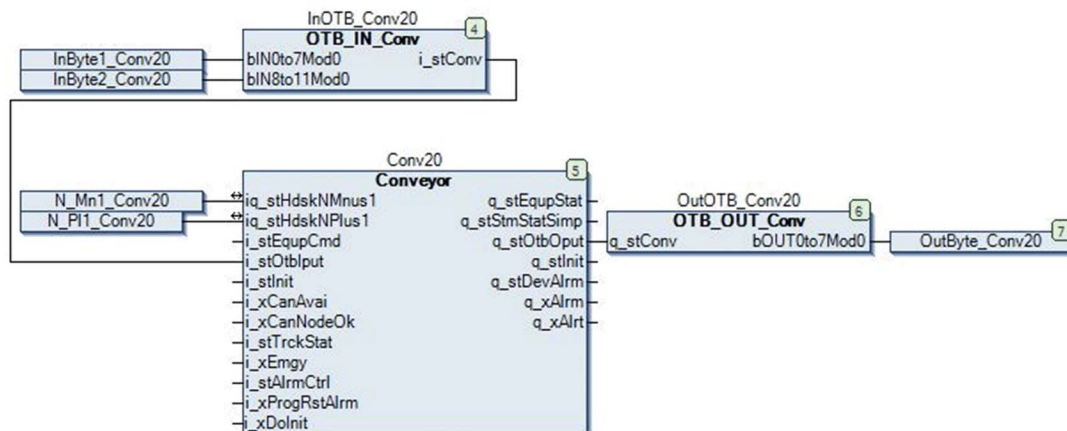 InOTB_Conv20
4
OTB_IN_Conv
InByte1_Conv20
bIN0to7Mod0
i_stConv
InByte2_Conv20
bIN8to11Mod0
Conv20
5
Conveyor
N_Mn1_Conv20
iq_stHdskNMnus1
q_stEqupStat
N_Pl1_Conv20
iq_stHdskNPlus1
q_stStmStatSimp
i_stEqupCmd
q_stOtbOput
i_stOtbIput
q_stInit
i_stInit
q_stDevAlrm
i_xCanAvai
q_xAlrm
i_xCanNodeOk
q_xAlrt
i_stTrckStat
i_xEmgy
i_stAlrmCtrl
i_xProgRstAlrm
i_xDoInit
OutOTB_Conv20
6
OTB_OUT_Conv
q_stConv
bOUT0to7Mod0
7
OutByte_Conv20